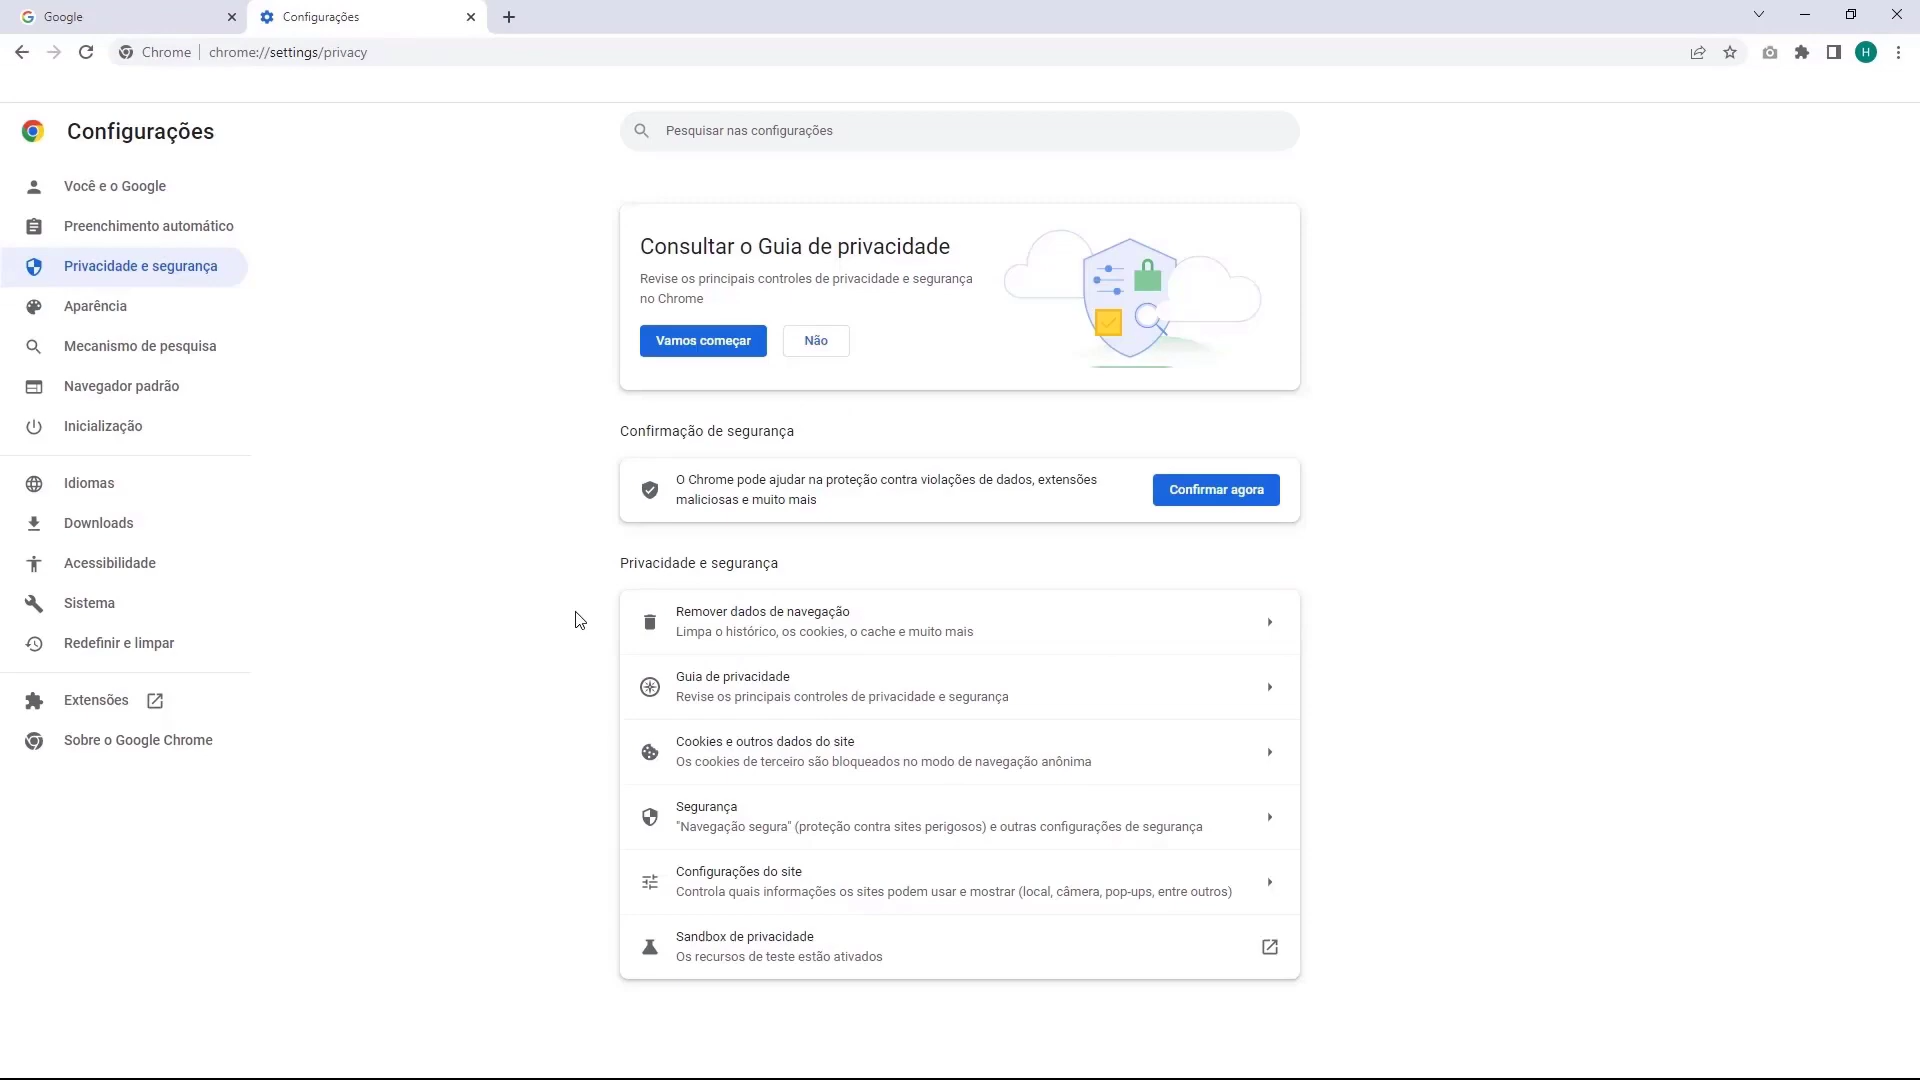 Google
Configurações
Chrome
chrome://settings/privacy
H
Configurações
Pesquisar nas configurações
Você e o Google
Preenchimento automático
Privacidade e segurança
Aparência
Mecanismo de pesquisa
Navegador padrão
Inicialização
Idiomas
Downloads
Acessibilidade
Sistema
Redefinir e limpar
Extensões
Sobre o Google Chrome
Consultar o Guia de privacidade
Revise os principais controles de privacidade e segurança
no Chrome
Vamos começar
Não
Confirmação de segurança
O Chrome pode ajudar na proteção contra violações de dados, extensões
maliciosas e muito mais
Confirmar agora
Privacidade e segurança
Remover dados de navegação
Limpa o histórico, os cookies, o cache e muito mais
Guia de privacidade
Revise os principais controles de privacidade e segurança
Cookies e outros dados do site
Os cookies de terceiro são bloqueados no modo de navegação anônima
Segurança
"Navegação segura" (proteção contra sites perigosos) e outras configurações de segurança
Configurações do site
Controla quais informações os sites podem usar e mostrar (local, câmera, pop-ups, entre outros)
Sandbox de privacidade
Os recursos de teste estão ativados